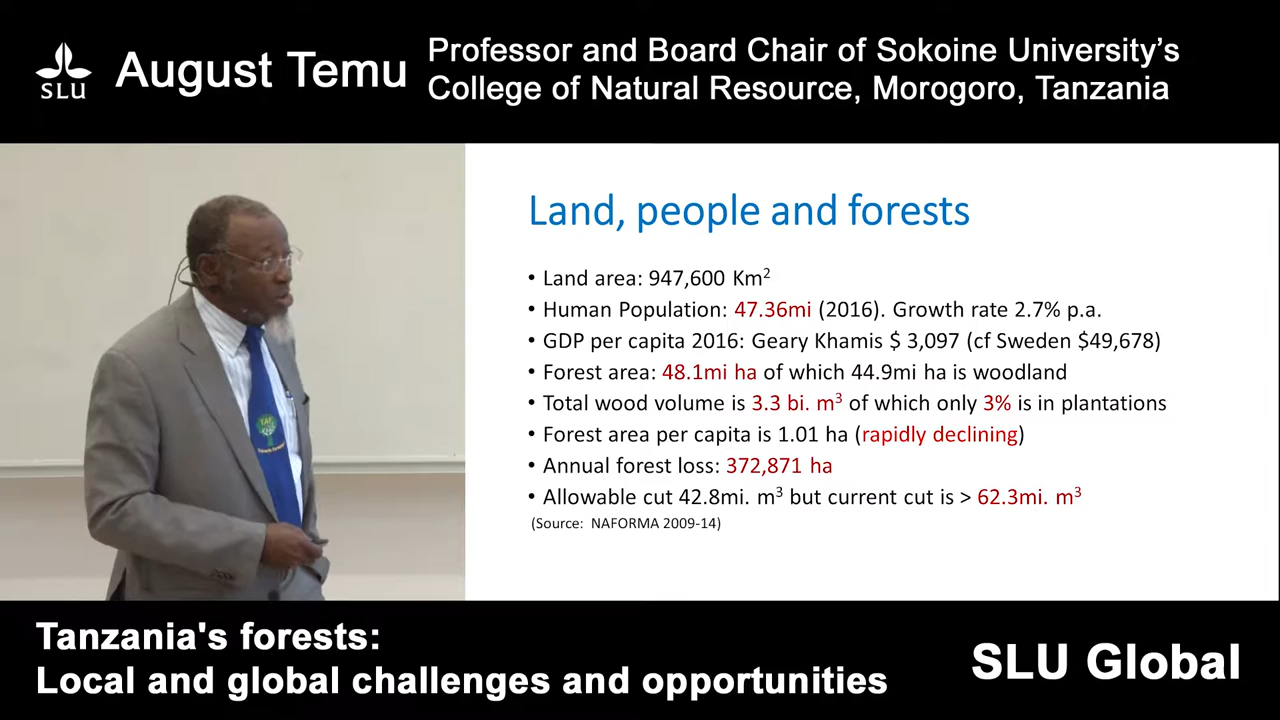 SLU
August Temu
Professor and Board Chair of Sokoine University's
College of Natural Resource, Morogoro, Tanzania
Land, people and forests
• Land area: 947,600 Km²
• Human Population: 47.36mi (2016). Growth rate 2.7% p.a.
• GDP per capita 2016: Geary Khamis $ 3,097 (cf Sweden $49,678)
• Forest area: 48.1mi ha of which 44.9mi ha is woodland
• Total wood volume is 3.3 bi. m³ of which only 3% is in plantations
• Forest area per capita is 1.01 ha (rapidly declining)
• Annual forest loss: 372,871 ha
• Allowable cut 42.8mi. m³ but current cut is > 62.3mi. m³
(Source: NAFORMA 2009-14)
Tanzania's forests:
Local and global challenges and opportunities
SLU Global